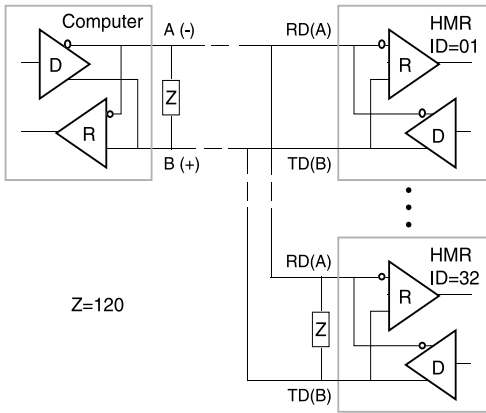 Computer
A (-)
RD(A)
HMR
ID=01
D
R
Z
R
D
B (+)
TD(B)
RD(A)
HMR
ID=32
R
Z=120
Z
D
TD(B)